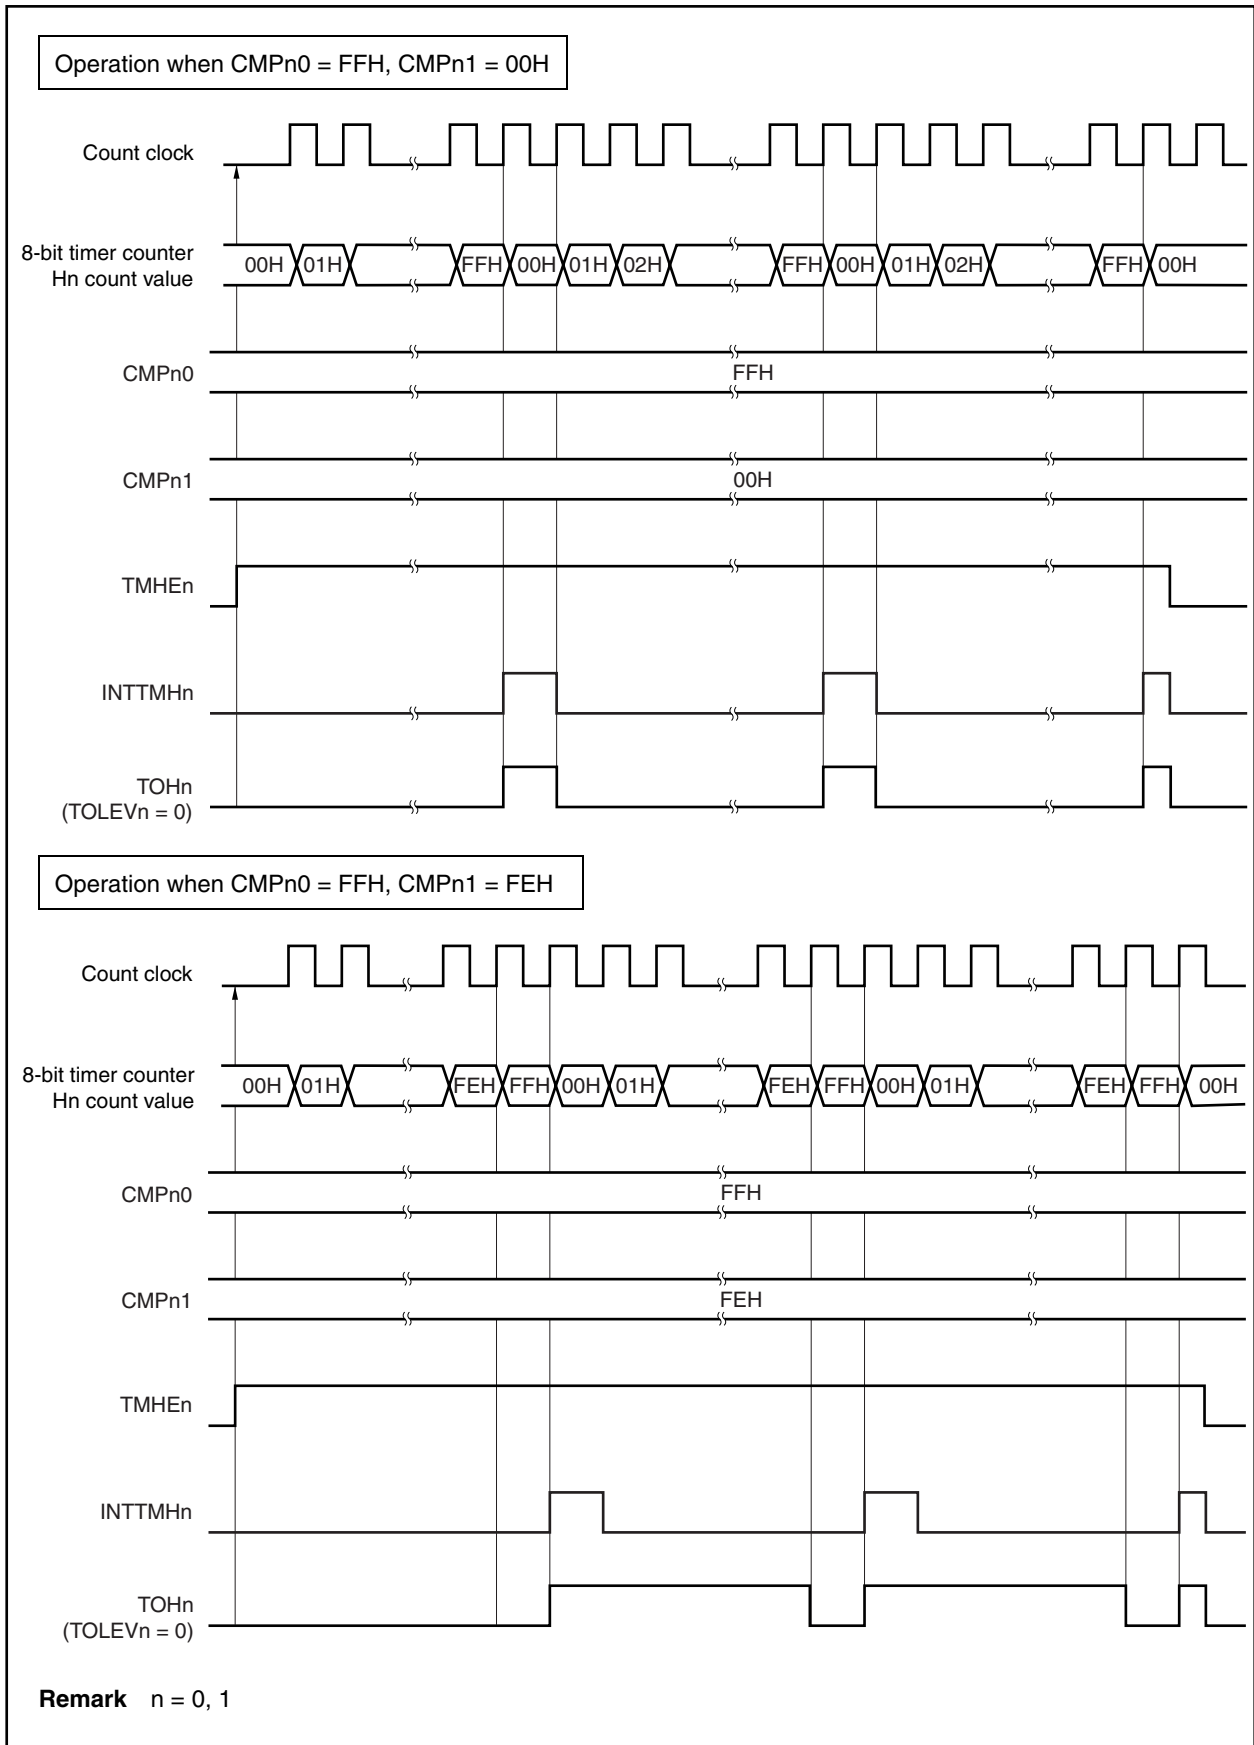 Operation when CMPn0 = FFH, CMPn1 = 00H
Count clock
8-bit timer counter
Hn count value
00H 01H FFH 00H 01H 02H FFH 00H 01H 02H FFH 00H
CMPn0
FFH
CMPn1
00H
TMHEn
INTTMHn
TOHn
(TOLEVn = 0)
Operation when CMPn0 = FFH, CMPn1 = FEH
Count clock
8-bit timer counter
Hn count value
00H 01H FEH FFH 00H 01H FEH FFH 00H 01H FEH FFH 00H
CMPn0
FFH
CMPn1
FEH
TMHEn
INTTMHn
TOHn
(TOLEVn = 0)
Remark n = 0, 1